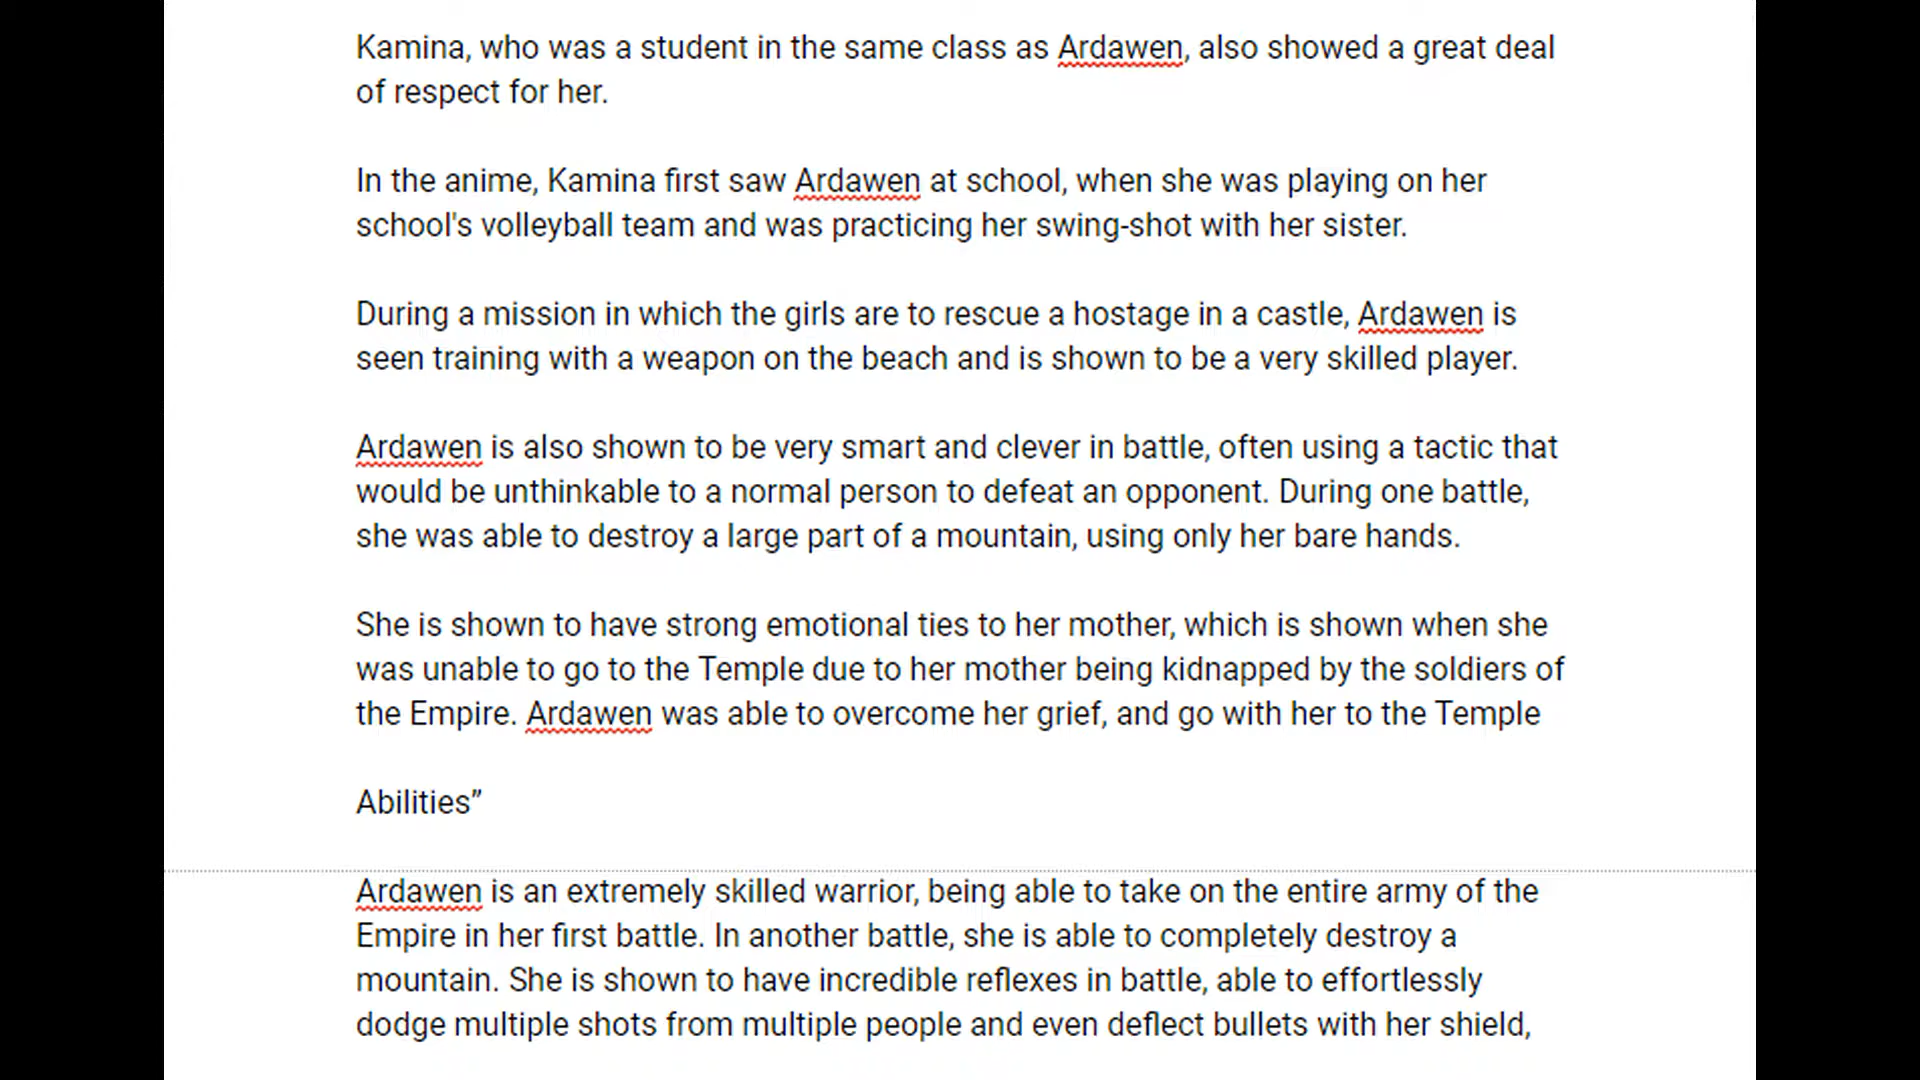 Kamina, who was a student in the same class as Ardawen, also showed a great deal
of respect for her.
In the anime, Kamina first saw Ardawen at school, when she was playing on her
school's volleyball team and was practicing her swing-shot with her sister.
During a mission in which the girls are to rescue a hostage in a castle, Ardawen is
seen training with a weapon on the beach and is shown to be a very skilled player.
Ardawen is also shown to be very smart and clever in battle, often using a tactic that
would be unthinkable to a normal person to defeat an opponent. During one battle,
she was able to destroy a large part of a mountain, using only her bare hands.
She is shown to have strong emotional ties to her mother, which is shown when she
was unable to go to the Temple due to her mother being kidnapped by the soldiers of
the Empire. Ardawen was able to overcome her grief, and go with her to the Temple
Abilities”
Ardawen is an extremely skilled warrior, being able to take on the entire army of the
Empire in her first battle. In another battle, she is able to completely destroy a
mountain. She is shown to have incredible reflexes in battle, able to effortlessly
dodge multiple shots from multiple people and even deflect bullets with her shield,